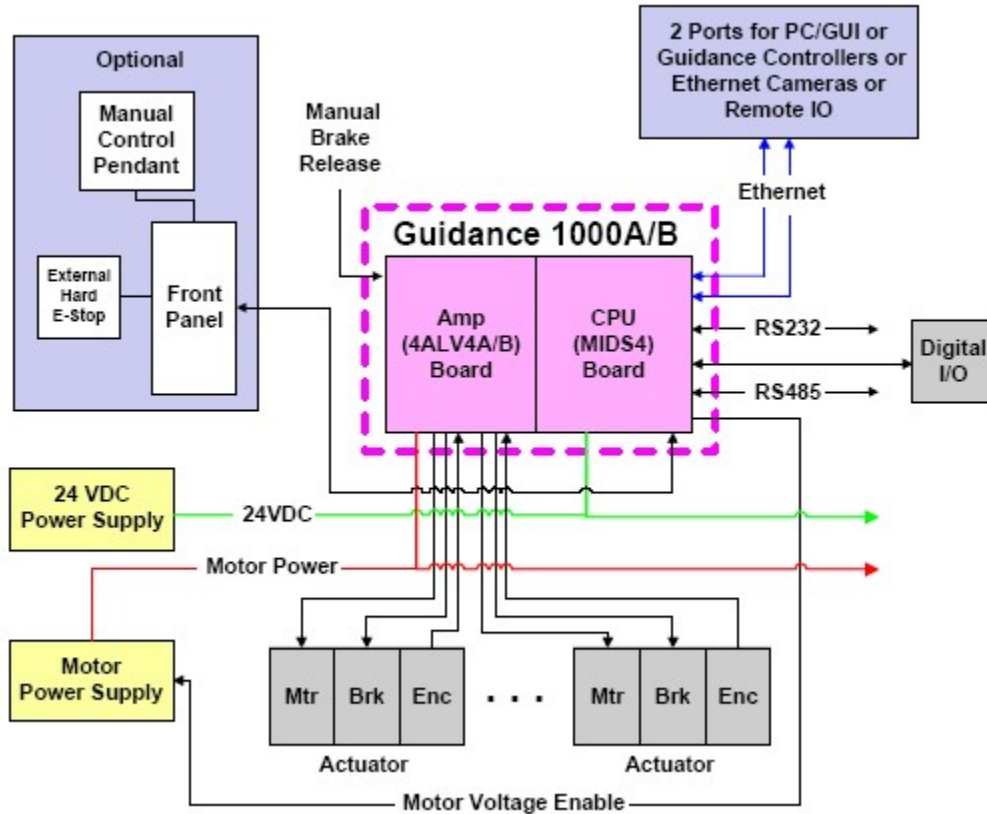 Optional
Manual
Control
Pendant
External
Hard
E-Stop
Front
Panel
Manual
Brake
Release
2 Ports for PC/GUI or
Guidance Controllers or
Ethernet Cameras or
Remote IO
Ethernet
Guidance 1000A/B
Amp
(4ALV4A/B)
Board
CPU
(MIDS4)
Board
RS232
RS485
Digital
I/O
24 VDC
Power Supply
24VDC
Motor Power
Motor
Power Supply
Mtr
Brk
Enc
. . .
Mtr
Brk
Enc
Actuator
Actuator
Motor Voltage Enable